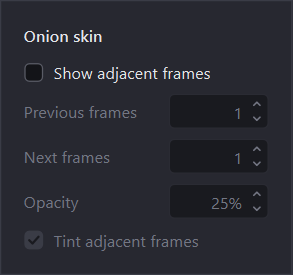 Onion skin
Show adjacent frames
Previous frames 1
Next frames 1
Opacity 25%
Tint adjacent frames